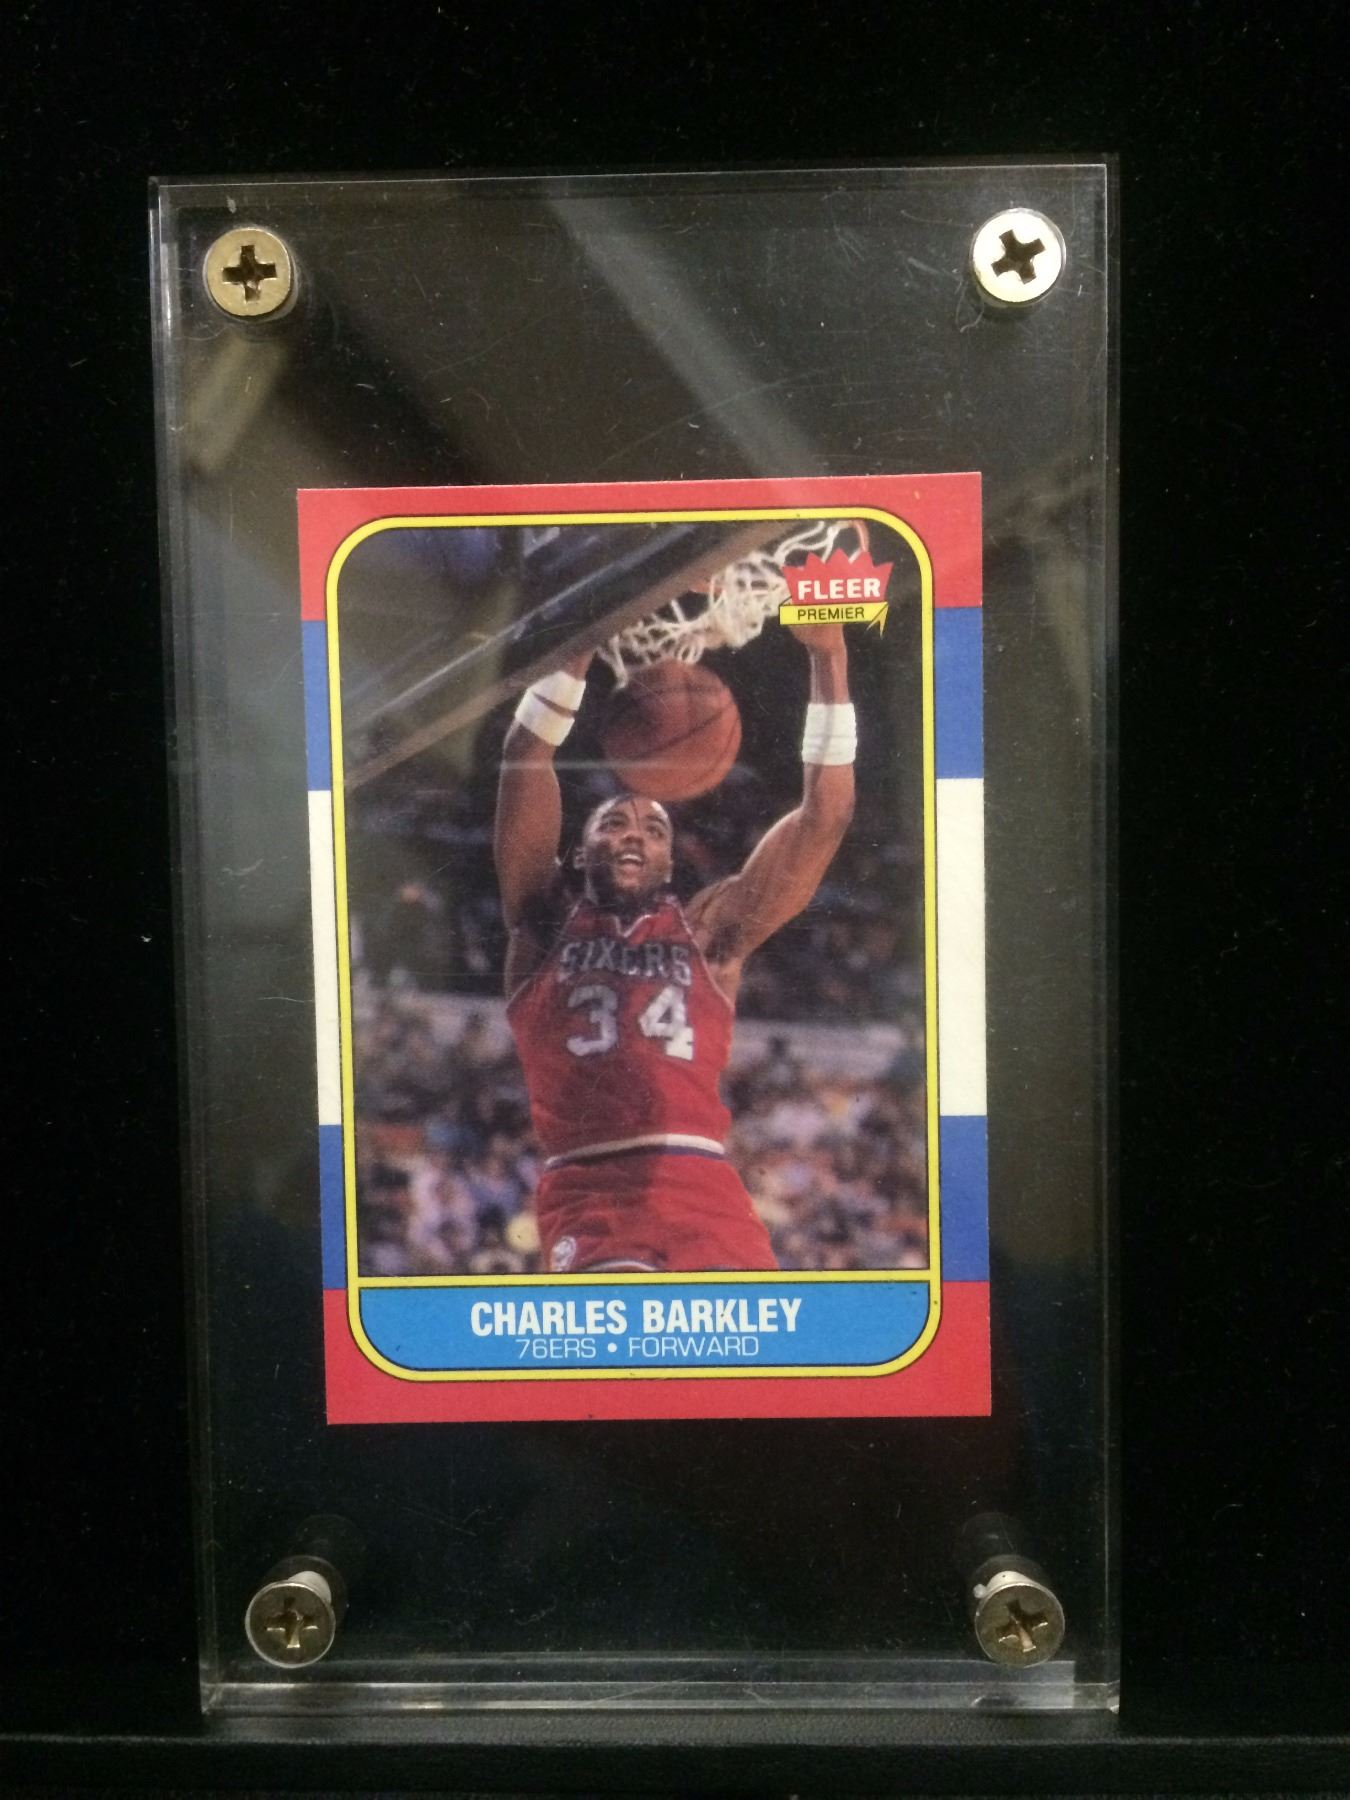 FLEER
PREMIER
SIXERS
34
CHARLES BARKLEY
76ERS • FORWARD